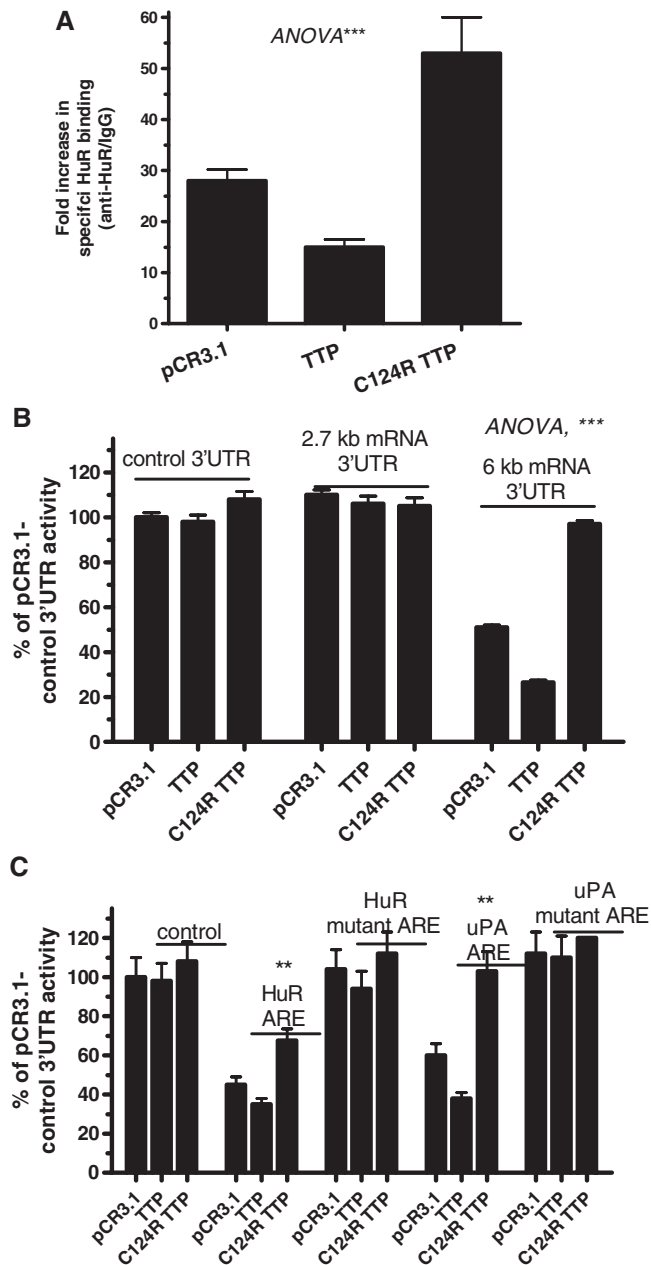 A
ANOVA***
Fold increase in
specifci HuR binding
(anti-HuR/IgG)
60
50
40
30
20
10
0
pCR3.1
TTP
C124R TTP
B
% of pCR3.1-
control 3'UTR activity
120
100
80
60
40
20
0
control 3'UTR
2.7 kb mRNA
3'UTR
ANOVA, ***
6 kb mRNA
3'UTR
pCR3.1
TTP
C124R TTP
pCR3.1
TTP
C124R TTP
pCR3.1
TTP
C124R TTP
C
% of pCR3.1-
control 3'UTR activity
120
100
80
60
40
20
0
control
**
HuR
ARE
HuR
mutant ARE
**
uPA
ARE
uPA
mutant ARE
pCR3.1
TTP
C124R TTP
pCR3.1
TTP
C124R TTP
pCR3.1
TTP
C124R TTP
pCR3.1
TTP
C124R TTP
pCR3.1
TTP
C124R TTP